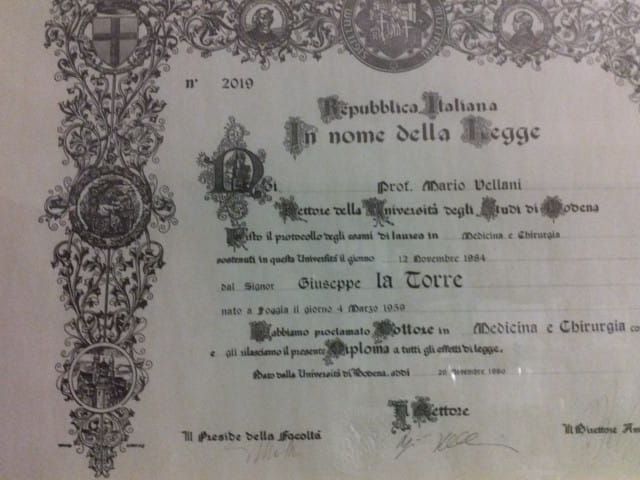 n° 2019
Repubblica Italiana
In nome della Legge
Noi Prof. Mario Vellani
Rettore della Università degli Studi di Modena
Visto il protocollo degli esami di laurea in Medicina e Chirurgia
sostenuti in questa Università il giorno 12 Novembre 1984
dal Signor Giuseppe la Torre
nato a Foggia il giorno 4 Marzo 1959
l'abbiamo proclamato Dottore in Medicina e Chirurgia co
e gli rilasciamo il presente Diploma a tutti gli effetti di legge.
Dato dalla Università di Modena, addì 20
Il Rettore
Il Preside della Facoltà
Il Direttore Am